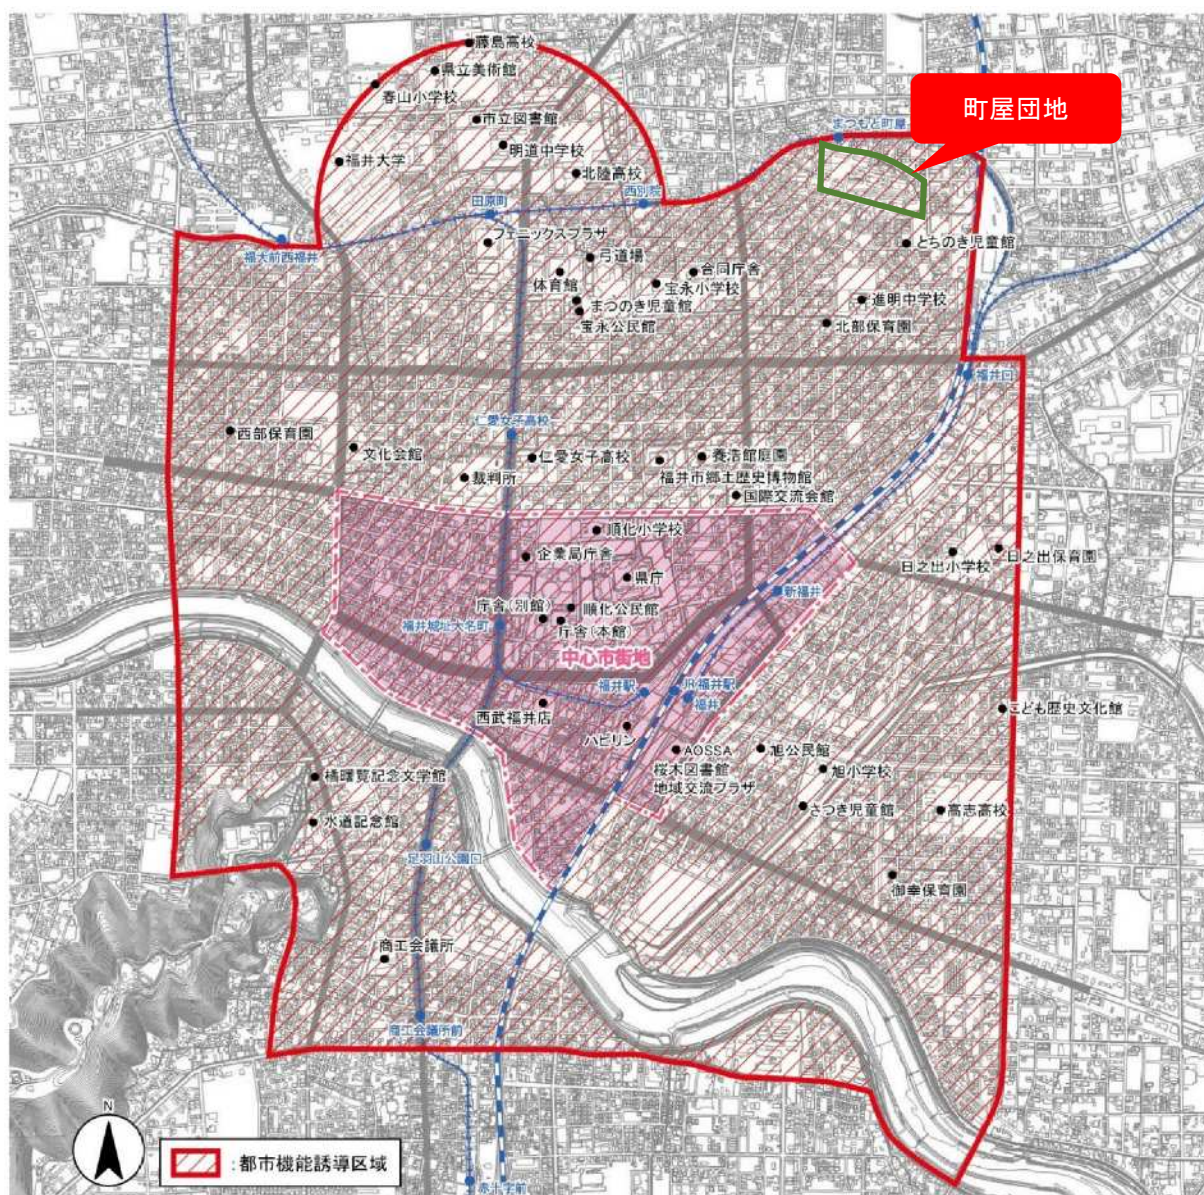 藤島高校
県立美術館
春山小学校
町屋団地
市立図書館
まつもと町屋
明道中学校
福井大学
北陸高校
西別院
田原町
フェニックスプラザ
とちのき児童館
福大前西福井
弓道場
合同庁舎
体育館
宝永小学校
まつのき児童館
進明中学校
宝永公民館
北部保育園
福井口
仁愛女子高校
西部保育園
文化会館
仁愛女子高校
養浩館庭園
裁判所
福井市郷土歴史博物館
国際交流会館
順化小学校
企業局庁舎
日之出保育園
日之出小学校
県庁
新福井
庁舎(別館)
順化公民館
福井城址大名町
庁舎(本館)
中心市街地
福井駅
JR福井駅
福井
西武福井店
こども歴史文化館
ハピリン
AOSSA
桜木図書館
地域交流プラザ
旭公民館
旭小学校
橘曙覧記念文学館
さつき児童館
高志高校
水道記念館
足羽山公園口
御幸保育園
商工会議所
商工会議所前
N
:都市機能誘導区域
赤十字前